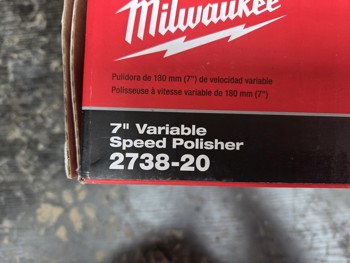 Milwaukee
Pulidora de 180 mm (7") de velocidad variable
Polisseuse à vitesse variable de 180 mm (7")
7" Variable
Speed Polisher
2738-20